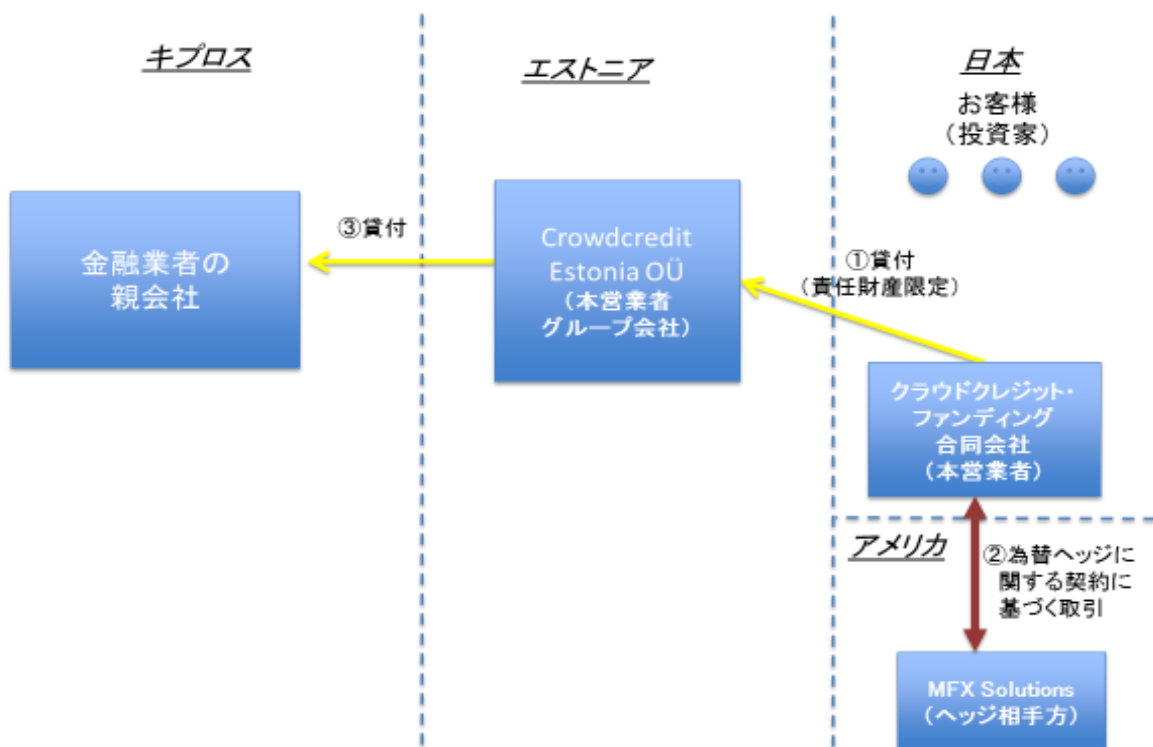 キプロス
エストニア
日本
お客様
（投資家）
金融業者の
親会社
③貸付
Crowdcredit
Estonia OÜ
（本営業者
グループ会社）
①貸付
（責任財産限定）
クラウドクレジット・
ファンディング
合同会社
（本営業者）
アメリカ
②為替ヘッジに
関する契約に
基づく取引
MFX Solutions
（ヘッジ相手方）